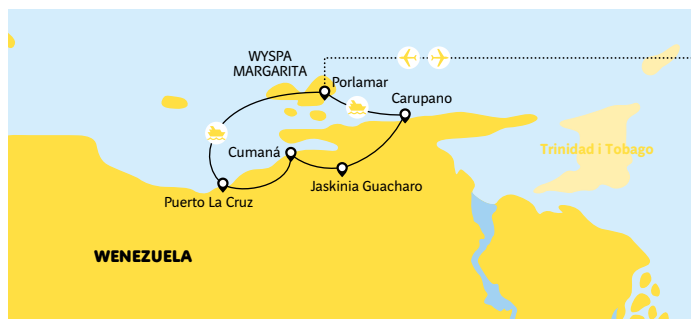 WYSPA
MARGARITA
Porlamar
Carupano
Cumaná
Trinidad i Tobago
Jaskinia Guacharo
Puerto La Cruz
WENEZUELA